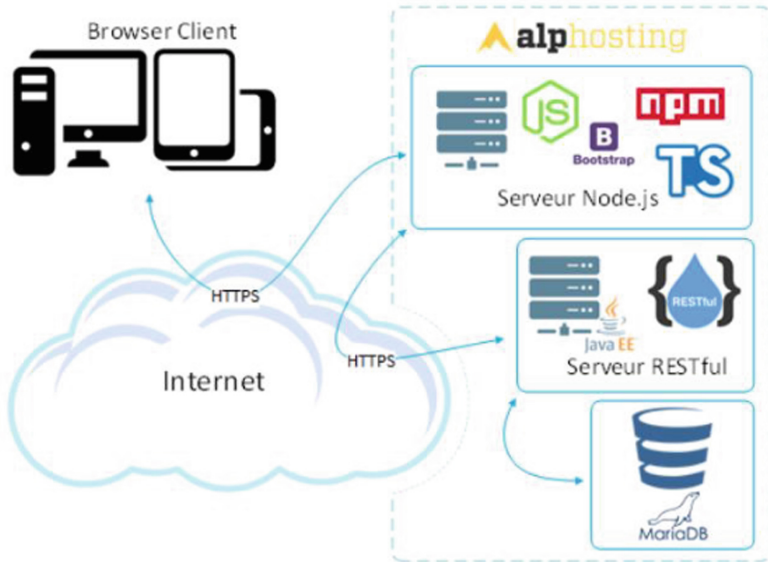 Browser Client
alphosting
JS
npm
B
Bootstrap
TS
Serveur Node.js
HTTPS
{RESTful}
Java EE
HTTPS
Serveur RESTful
Internet
MariaDB